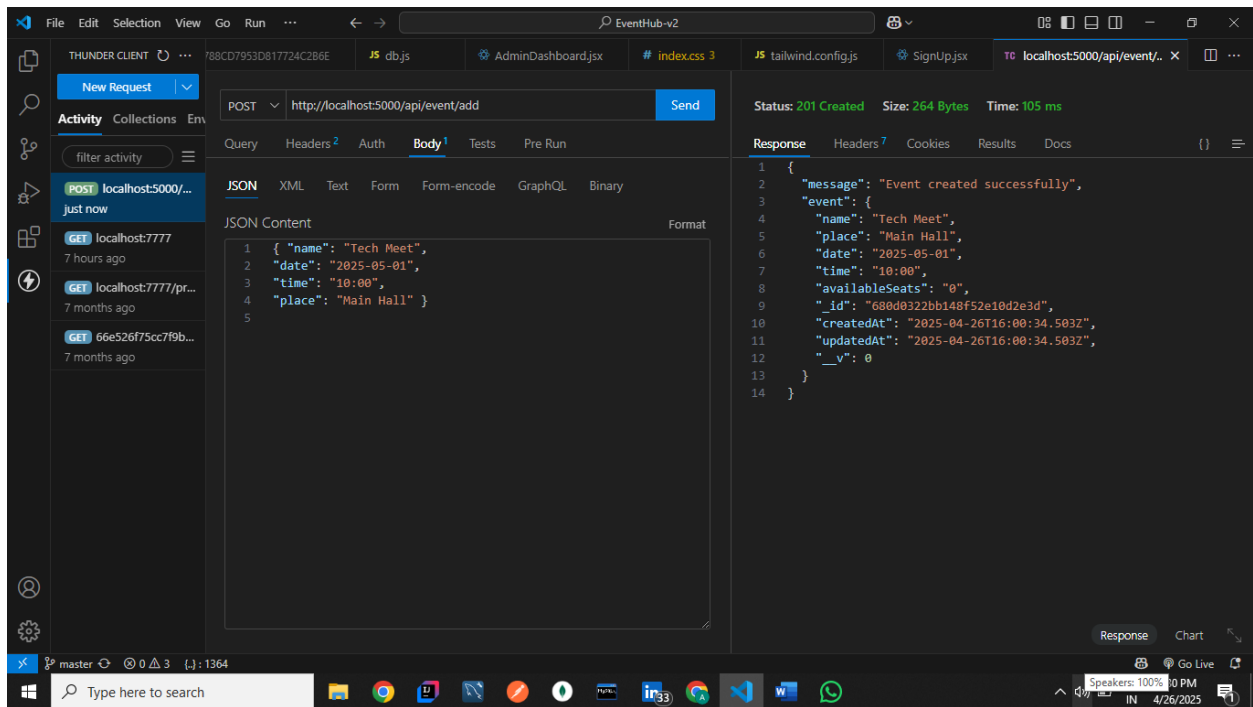 File Edit Selection View Go Run ··· ← → EventHub-v2
THUNDER CLIENT ···
New Request
Activity Collections Env
filter activity
POST localhost:5000/...
just now
GET localhost:7777
7 hours ago
GET localhost:7777/pr...
7 months ago
GET 66e526f75cc7f9b...
7 months ago
788CD7953D817724C2B6E JS db.js AdminDashboard.jsx # index.css 3 JS tailwind.config.js SignUp.jsx TC localhost:5000/api/event/.. ×
POST http://localhost:5000/api/event/add Send
Query Headers 2 Auth Body 1 Tests Pre Run
JSON XML Text Form Form-encode GraphQL Binary
JSON Content Format
1 { "name": "Tech Meet",
2 "date": "2025-05-01",
3 "time": "10:00",
4 "place": "Main Hall" }
5
Status: 201 Created Size: 264 Bytes Time: 105 ms
Response Headers 7 Cookies Results Docs {} 
1 {
2 "message": "Event created successfully",
3 "event": {
4 "name": "Tech Meet",
5 "place": "Main Hall",
6 "date": "2025-05-01",
7 "time": "10:00",
8 "availableSeats": "0",
9 "_id": "680d0322bb148f52e10d2e3d",
10 "createdAt": "2025-04-26T16:00:34.503Z",
11 "updatedAt": "2025-04-26T16:00:34.503Z",
12 "__v": 0
13 }
14 }
Response Chart
master 0 3 {..} : 1364 Go Live
Type here to search
33
Speakers: 100%
30 PM
IN 4/26/2025
1